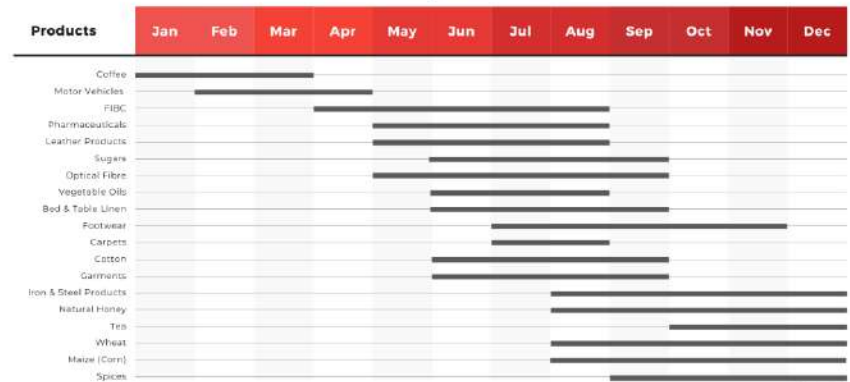 Products Jan Feb Mar Apr May Jun Jul Aug Sep Oct Nov Dec
Coffee
Motor Vehicles
FIBC
Pharmaceuticals
Leather Products
Sugars
Optical Fibre
Vegetable Oils
Bed & Table Linen
Footwear
Carpets
Cotton
Garments
Iron & Steel Products
Natural Honey
Tea
Wheat
Maize (Corn)
Spices